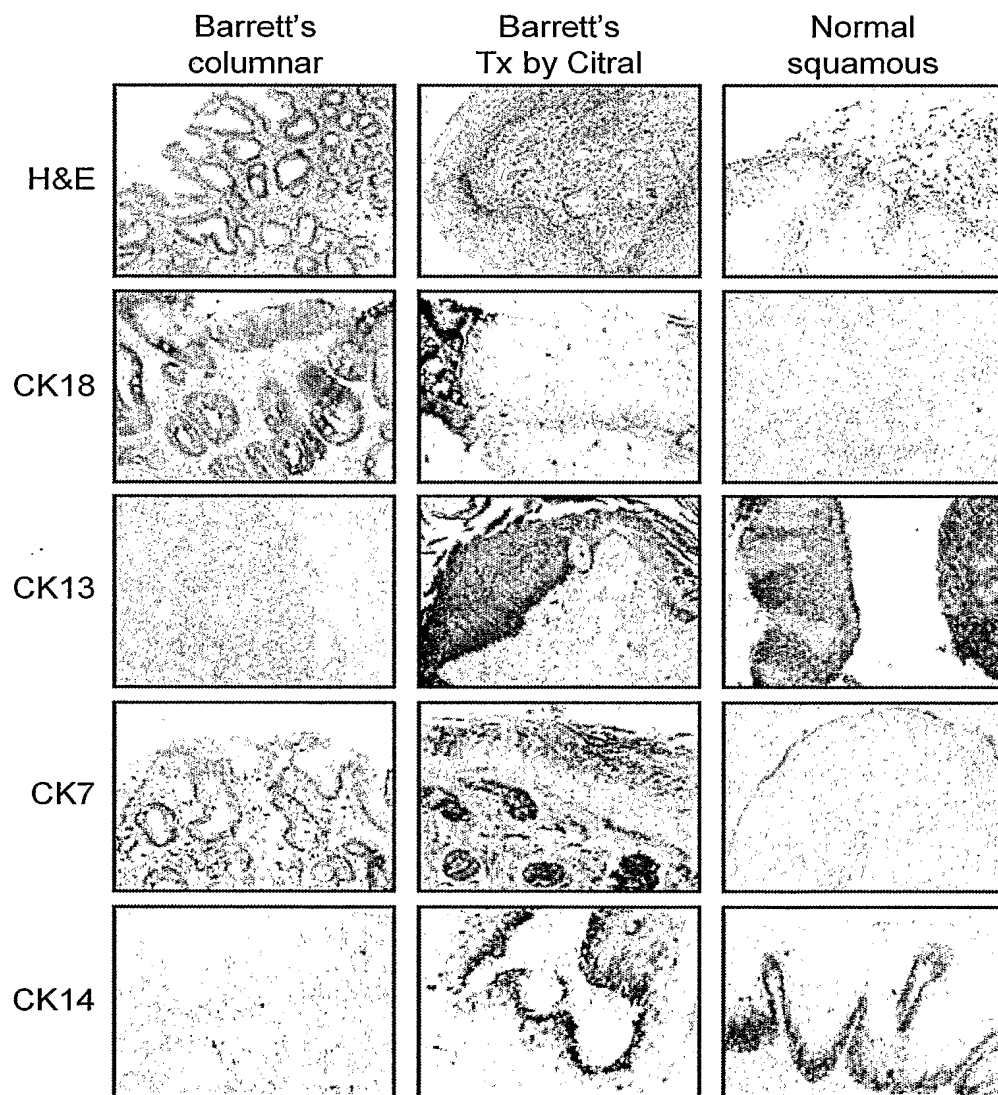 Barrett's
columnar
Barrett's
Tx by Citral
Normal
squamous
H&E
CK18
CK13
CK7
CK14